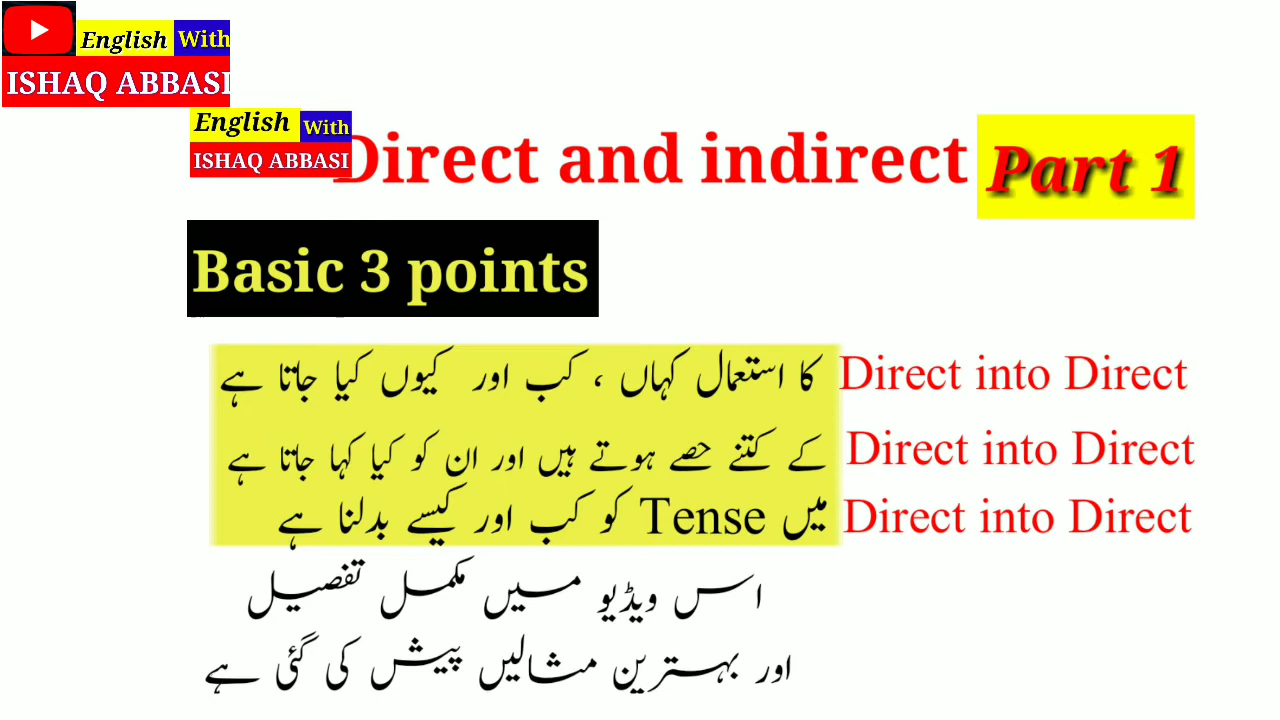 English With
ISHAQ ABBASI
English With
ISHAQ ABBASI
Direct and indirect Part 1
Basic 3 points
Direct into Direct کا استعمال کہاں ، کب اور کیوں کیا جاتا ہے
Direct into Direct کے کتنے حصے ہوتے ہیں اور ان کو کیا کہا جاتا ہے
Direct into Direct میں Tense کو کب اور کیسے بدلنا ہے
اس ویڈیو میں مکمل تفصیل
اور بہترین مثالیں پیش کی گئی ہے